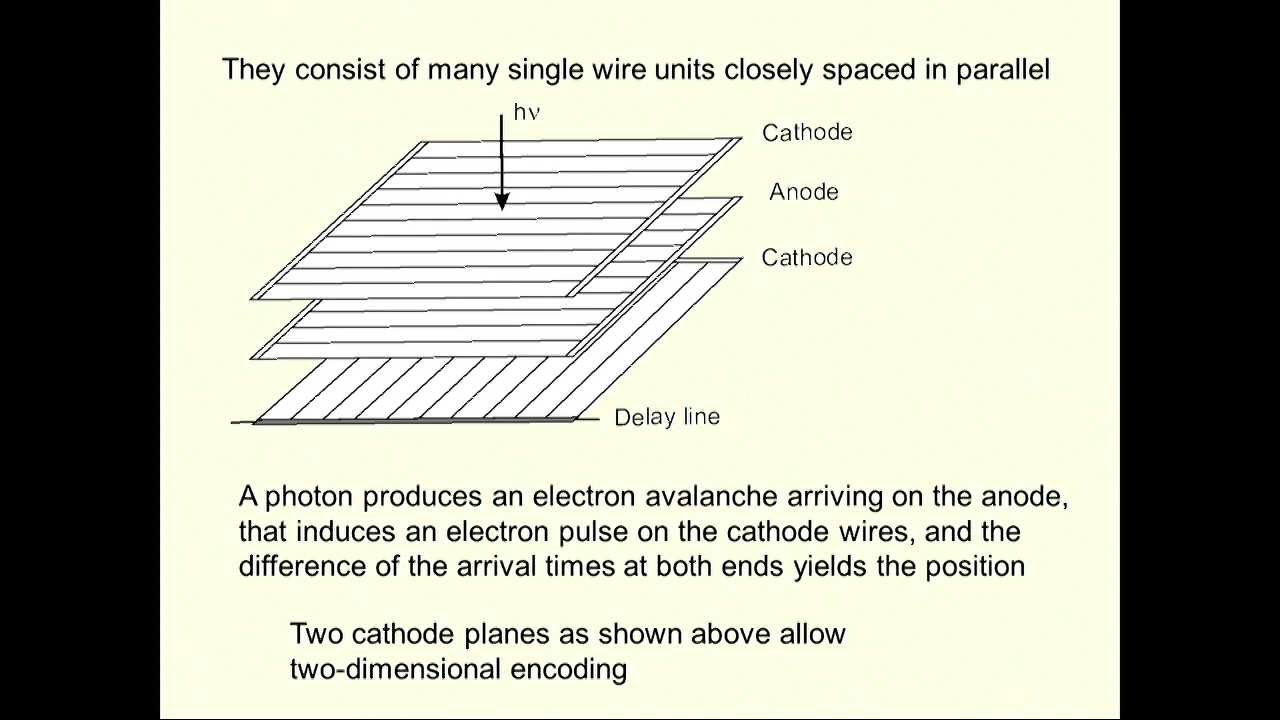 They consist of many single wire units closely spaced in parallel
hν
Cathode
Anode
Cathode
Delay line
A photon produces an electron avalanche arriving on the anode,
that induces an electron pulse on the cathode wires, and the
difference of the arrival times at both ends yields the position
Two cathode planes as shown above allow
two-dimensional encoding